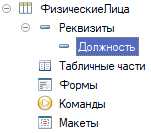 ФизическиеЛица
Реквизиты
Должность
Табличные части
Формы
Команды
Макеты